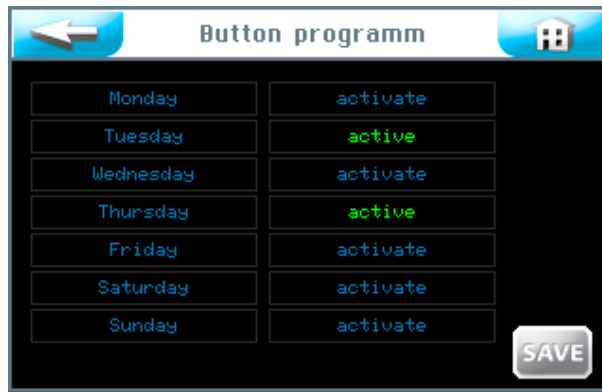 Button programm
Monday activate
Tuesday active
Wednesday activate
Thursday active
Friday activate
Saturday activate
Sunday activate
SAVE